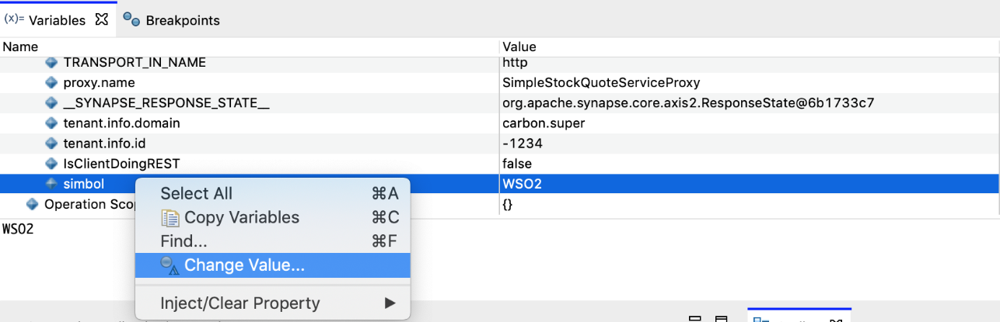 (x)= Variables Breakpoints
Name Value
TRANSPORT_IN_NAME http
proxy.name SimpleStockQuoteServiceProxy
__SYNAPSE_RESPONSE_STATE__ org.apache.synapse.core.axis2.ResponseState@6b1733c7
tenant.info.domain carbon.super
tenant.info.id -1234
IsClientDoingREST false
simbol WSO2
Operation Scop {}
WSO2
Select All ⌘A
Copy Variables ⌘C
Find... ⌘F
Change Value...
Inject/Clear Property ▶